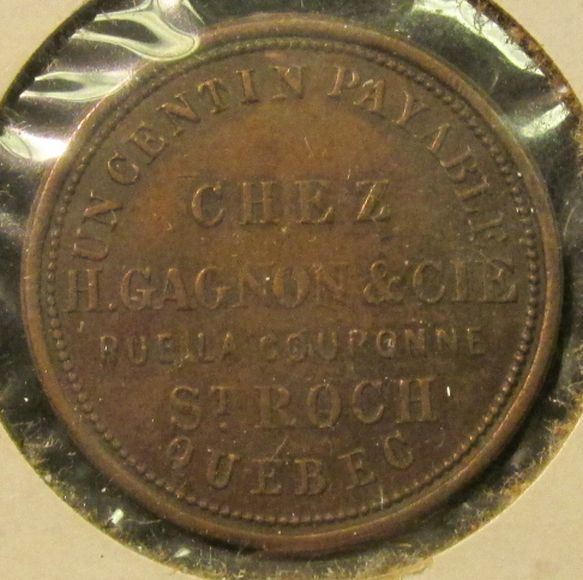 UN CENTIN PAYABLE
CHEZ
H. GAGNON & CIE
RUE LA COURONNE
ST ROCH
QUEBEC